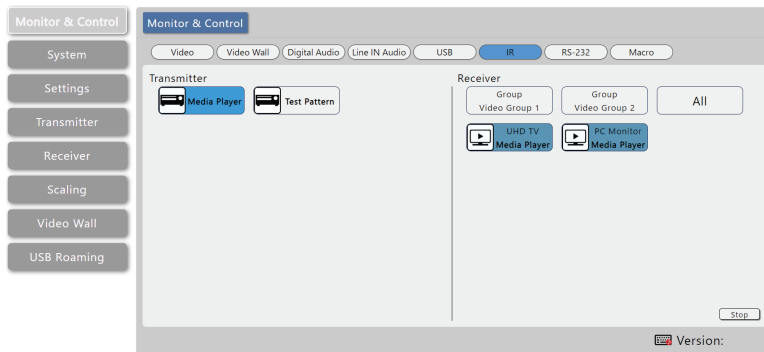 Monitor & Control
System
Settings
Transmitter
Receiver
Scaling
Video Wall
USB Roaming
Monitor & Control
Video
Video Wall
Digital Audio
Line IN Audio
USB
IR
RS-232
Macro
Transmitter
Media Player
Test Pattern
Receiver
Group
Video Group 1
Group
Video Group 2
All
UHD TV
Media Player
PC Monitor
Media Player
Stop
Version: